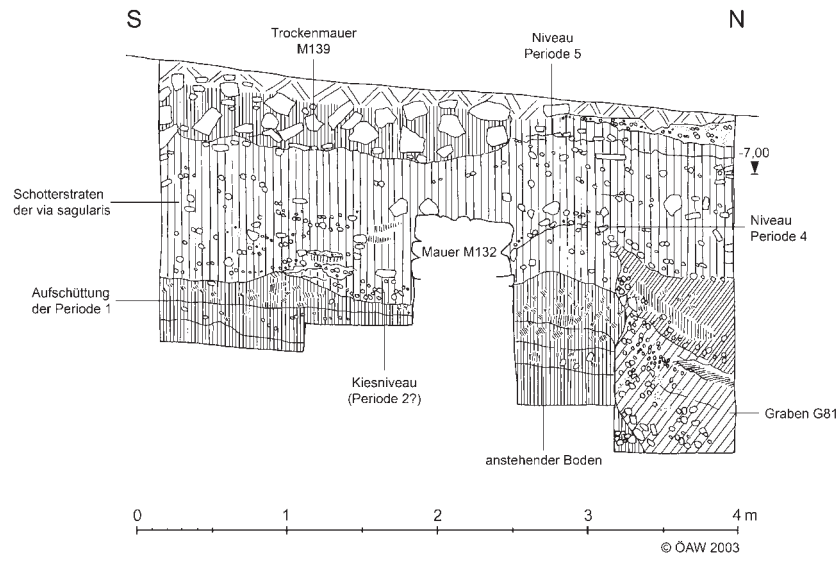 S
N
Trockenmauer
M139
Niveau
Periode 5
-7,00
Schotterstraten
der via sagularis
Niveau
Periode 4
Mauer M132
Aufschüttung
der Periode 1
Kiesniveau
(Periode 2?)
Graben G81
anstehender Boden
0
1
2
3
4 m
© ÖAW 2003